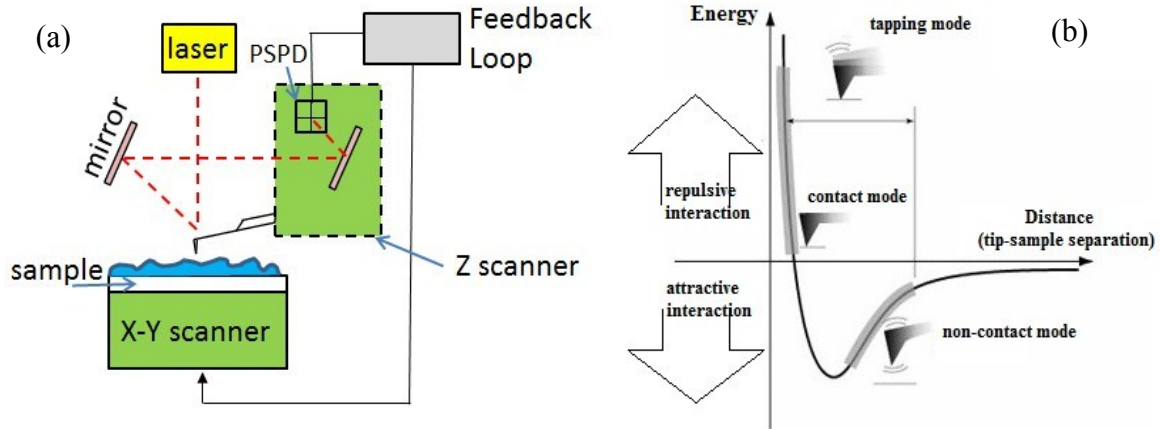 (a)
laser
PSPD
Feedback
Loop
mirror
Z scanner
sample
X-Y scanner
(b)
Energy
tapping mode
repulsive
interaction
contact mode
Distance
(tip-sample separation)
attractive
interaction
non-contact mode